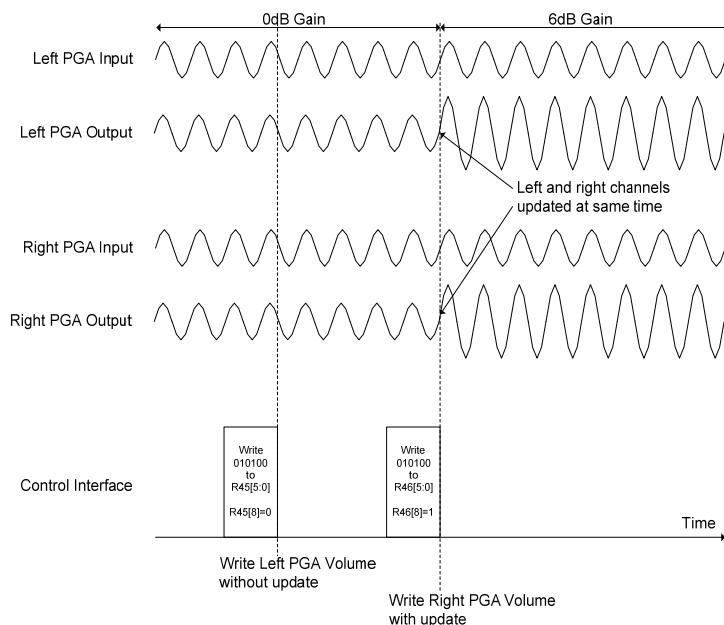 0dB Gain
6dB Gain
Left PGA Input
Left PGA Output
Left and right channels
updated at same time
Right PGA Input
Right PGA Output
Control Interface
Write
010100
to
R45[5:0]
R45[8]=0
Write
010100
to
R46[5:0]
R46[8]=1
Time
Write Left PGA Volume
without update
Write Right PGA Volume
with update